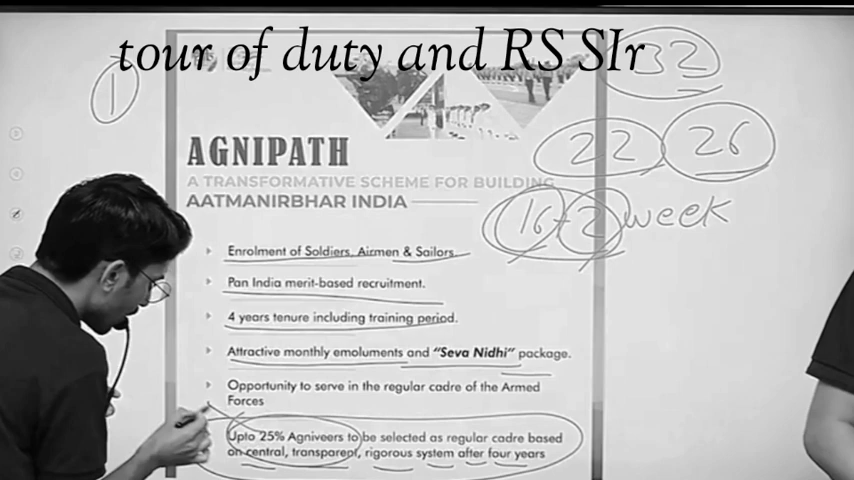 tour of duty and RS SIr
1
32
AGNIPATH
22 26
A TRANSFORMATIVE SCHEME FOR BUILDING
AATMANIRBHAR INDIA
16 - 2 week
Enrolment of Soldiers, Airmen & Sailors
Pan India merit-based recruitment.
4 years tenure including training period.
Attractive monthly emoluments and "Seva Nidhi" package.
Opportunity to serve in the regular cadre of the Armed
Forces
Upto 25% Agniveers to be selected as regular cadre based
on central, transparent, rigorous system after four years